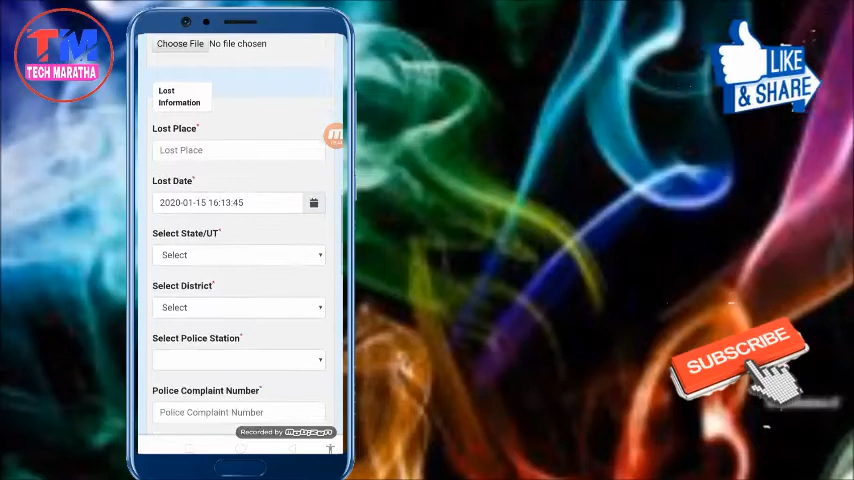 TM
TECH MARATHA
Choose File No file chosen
Lost
Information
Lost Place*
Lost Place
Lost Date*
2020-01-15 16:13:45
Select State/UT*
Select
Select District*
Select
Select Police Station*
Police Complaint Number*
Police Complaint Number
Recorded by
LIKE
& SHARE
SUBSCRIBE